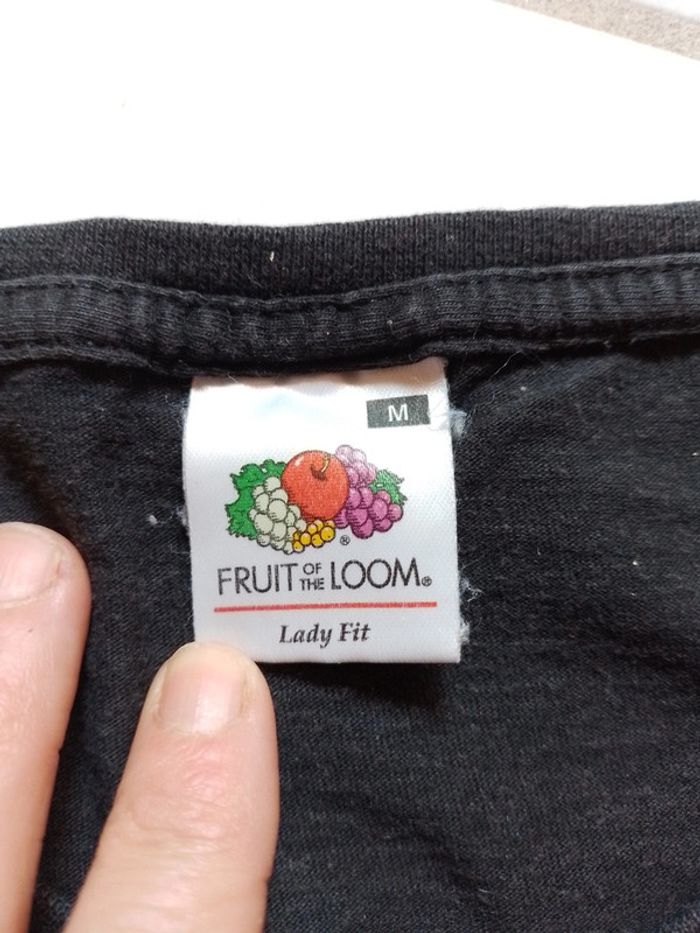 M
®
FRUIT OF THE LOOM®
Lady Fit